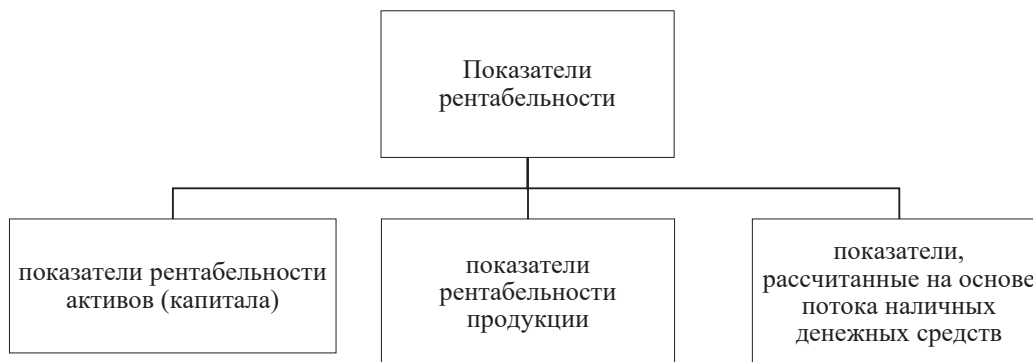 Показатели
рентабельности
показатели рентабельности
активов (капитала)
показатели
рентабельности
продукции
показатели,
рассчитанные на основе
потока наличных
денежных средств